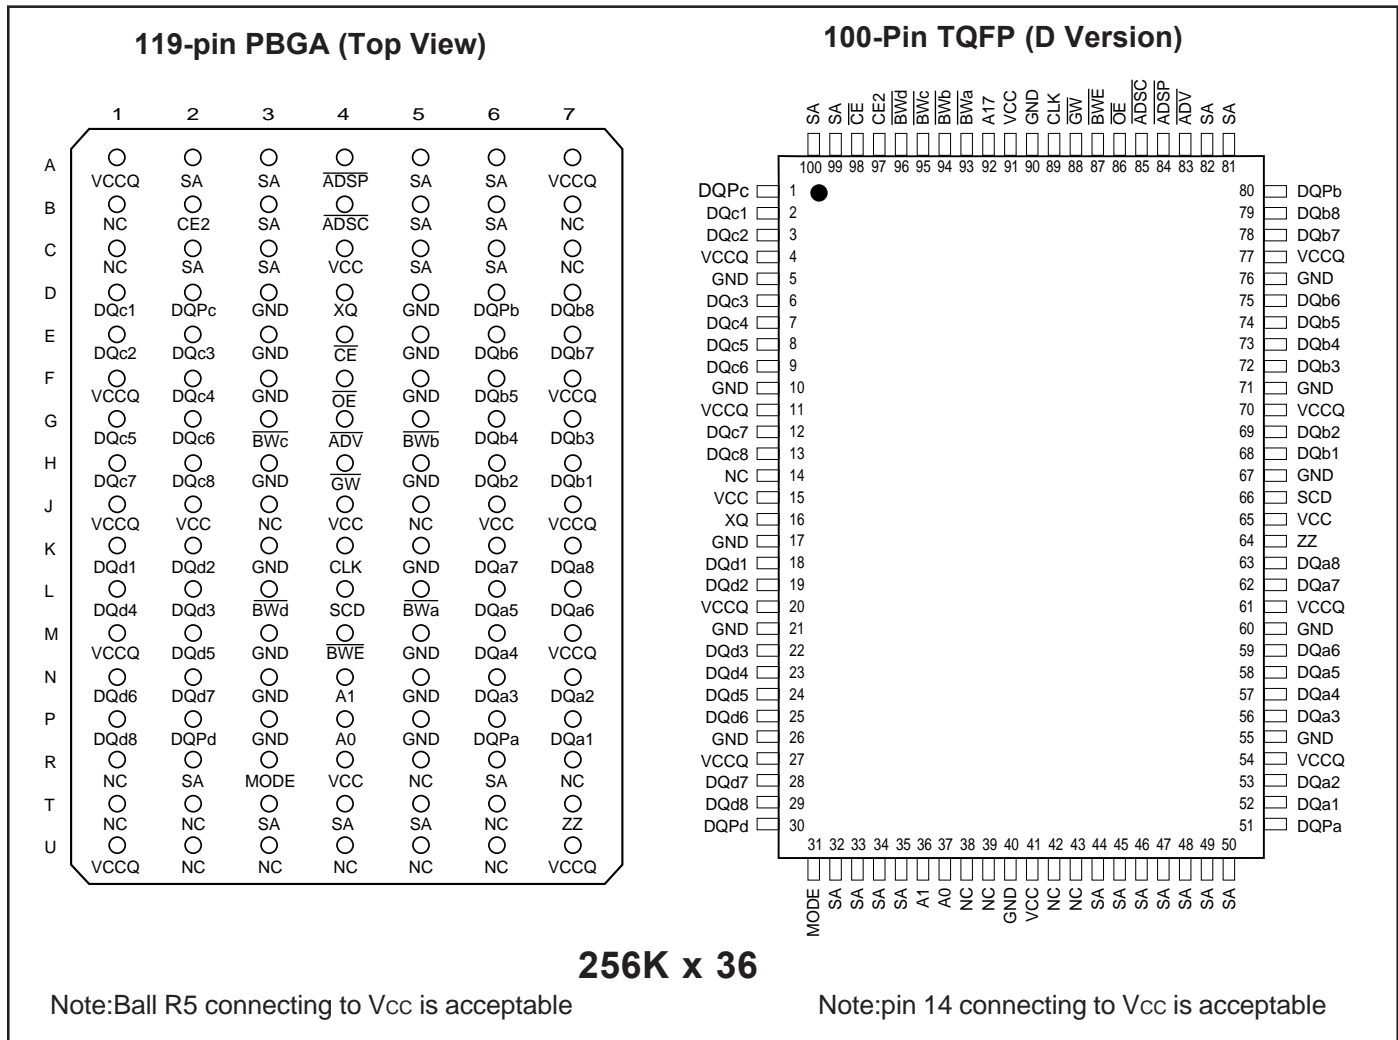 119-pin PBGA (Top View)
1 2 3 4 5 6 7
A
VCCQ SA SA ADSP SA SA VCCQ
B
NC CE2 SA ADSC SA SA NC
C
NC SA SA VCC SA SA NC
D
DQc1 DQPc GND XQ GND DQPb DQb8
E
DQc2 DQc3 GND CE GND DQb6 DQb7
F
VCCQ DQc4 GND OE GND DQb5 VCCQ
G
DQc5 DQc6 BWc ADV BWb DQb4 DQb3
H
DQc7 DQc8 GND GW GND DQb2 DQb1
J
VCCQ VCC NC VCC NC VCC VCCQ
K
DQd1 DQd2 GND CLK GND DQa7 DQa8
L
DQd4 DQd3 BWd SCD BWa DQa5 DQa6
M
VCCQ DQd5 GND BWE GND DQa4 VCCQ
N
DQd6 DQd7 GND A1 GND DQa3 DQa2
P
DQd8 DQPd GND A0 GND DQPa DQa1
R
NC SA MODE VCC NC SA NC
T
NC NC SA SA SA NC ZZ
U
VCCQ NC NC NC NC NC VCCQ
100-Pin TQFP (D Version)
SA SA CE CE2 BWd BWc BWb BWa A17 VCC GND CLK GW BWE OE ADSC ADSP ADV SA SA
100 99 98 97 96 95 94 93 92 91 90 89 88 87 86 85 84 83 82 81
DQPc 1 80 DQPb
DQc1 2 79 DQb8
DQc2 3 78 DQb7
VCCQ 4 77 VCCQ
GND 5 76 GND
DQc3 6 75 DQb6
DQc4 7 74 DQb5
DQc5 8 73 DQb4
DQc6 9 72 DQb3
GND 10 71 GND
VCCQ 11 70 VCCQ
DQc7 12 69 DQb2
DQc8 13 68 DQb1
NC 14 67 GND
VCC 15 66 SCD
XQ 16 65 VCC
GND 17 64 ZZ
DQd1 18 63 DQa8
DQd2 19 62 DQa7
VCCQ 20 61 VCCQ
GND 21 60 GND
DQd3 22 59 DQa6
DQd4 23 58 DQa5
DQd5 24 57 DQa4
DQd6 25 56 DQa3
GND 26 55 GND
VCCQ 27 54 VCCQ
DQd7 28 53 DQa2
DQd8 29 52 DQa1
DQPd 30 51 DQPa
31 32 33 34 35 36 37 38 39 40 41 42 43 44 45 46 47 48 49 50
MODE SA SA SA SA A1 A0 NC NC GND VCC NC NC SA SA SA SA SA SA SA
256K x 36
Note:Ball R5 connecting to Vcc is acceptable
Note:pin 14 connecting to Vcc is acceptable